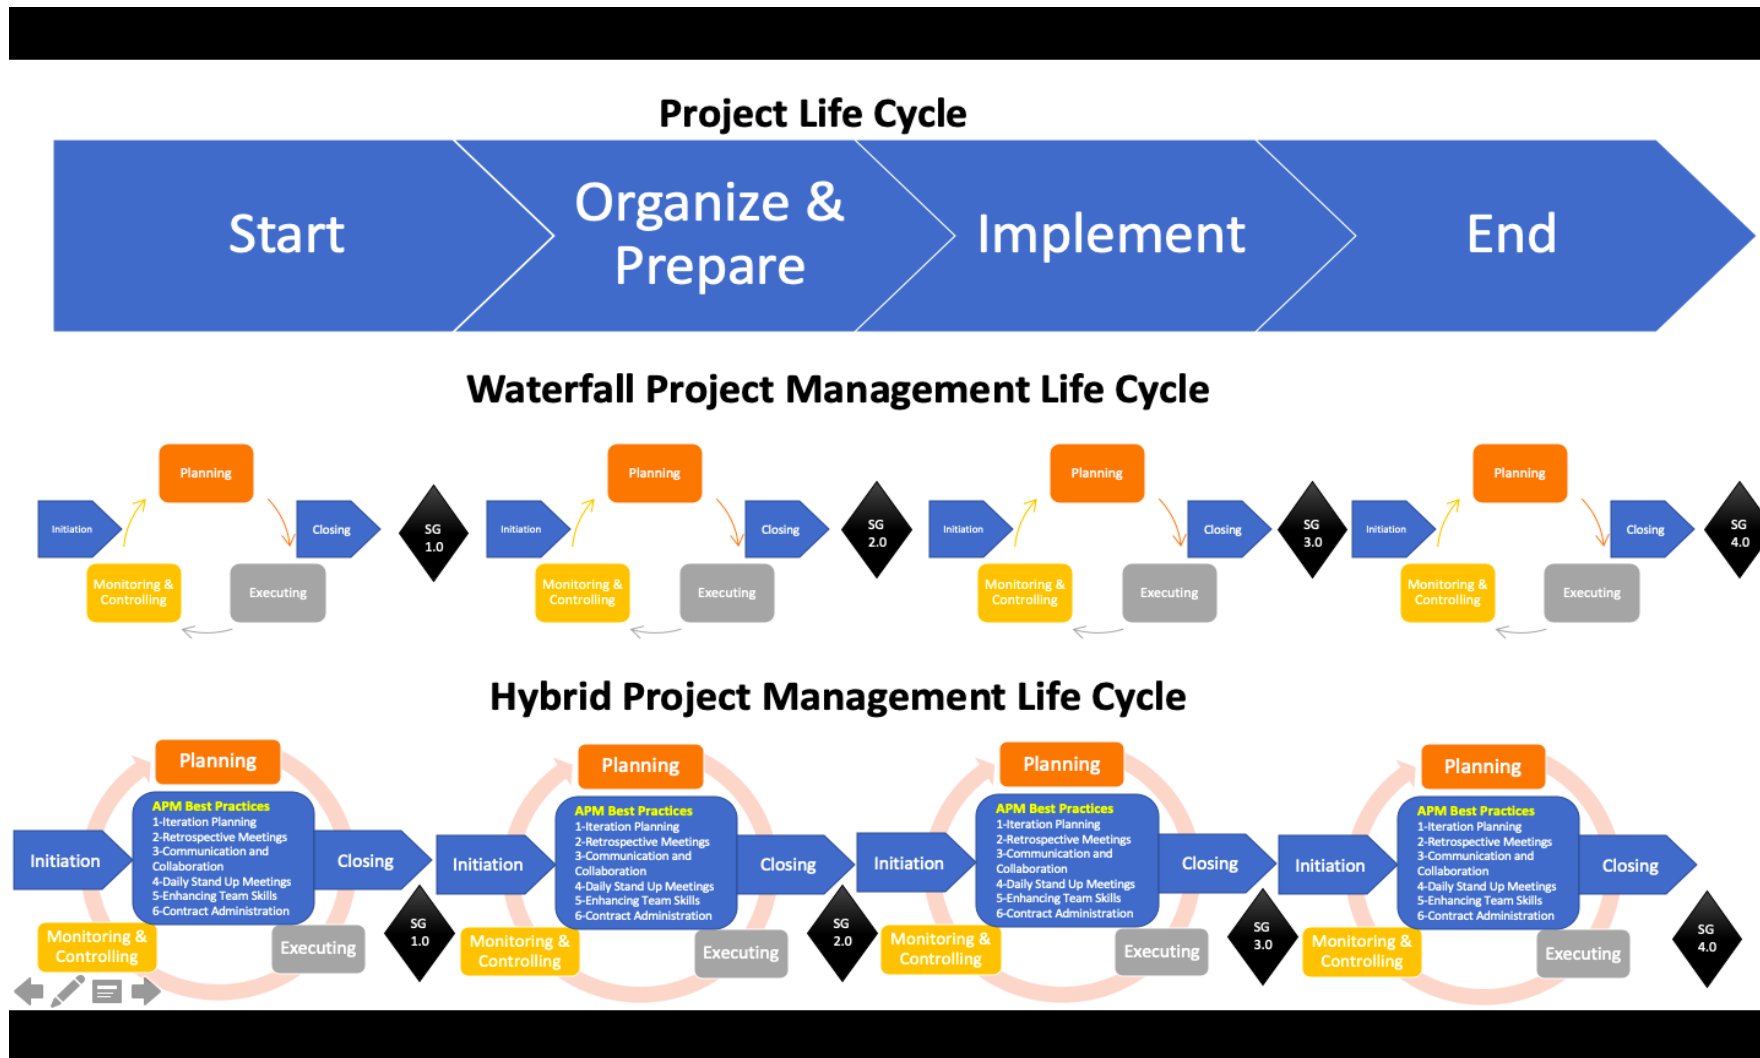 Project Life Cycle
Start
Organize &
Prepare
Implement
End
Waterfall Project Management Life Cycle
Planning
Initiation
Closing
Monitoring &
Controlling
Executing
SG
1.0
Planning
Initiation
Closing
Monitoring &
Controlling
Executing
SG
2.0
Planning
Initiation
Closing
Monitoring &
Controlling
Executing
SG
3.0
Planning
Initiation
Closing
Monitoring &
Controlling
Executing
SG
4.0
Hybrid Project Management Life Cycle
Planning
APM Best Practices
1-Iteration Planning
2-Retrospective Meetings
3-Communication and
Collaboration
4-Daily Stand Up Meetings
5-Enhancing Team Skills
6-Contract Administration
Initiation
Closing
Monitoring &
Controlling
Executing
SG
1.0
Planning
APM Best Practices
1-Iteration Planning
2-Retrospective Meetings
3-Communication and
Collaboration
4-Daily Stand Up Meetings
5-Enhancing Team Skills
6-Contract Administration
Initiation
Closing
Monitoring &
Controlling
Executing
SG
2.0
Planning
APM Best Practices
1-Iteration Planning
2-Retrospective Meetings
3-Communication and
Collaboration
4-Daily Stand Up Meetings
5-Enhancing Team Skills
6-Contract Administration
Initiation
Closing
Monitoring &
Controlling
Executing
SG
3.0
Planning
APM Best Practices
1-Iteration Planning
2-Retrospective Meetings
3-Communication and
Collaboration
4-Daily Stand Up Meetings
5-Enhancing Team Skills
6-Contract Administration
Initiation
Closing
Monitoring &
Controlling
Executing
SG
4.0